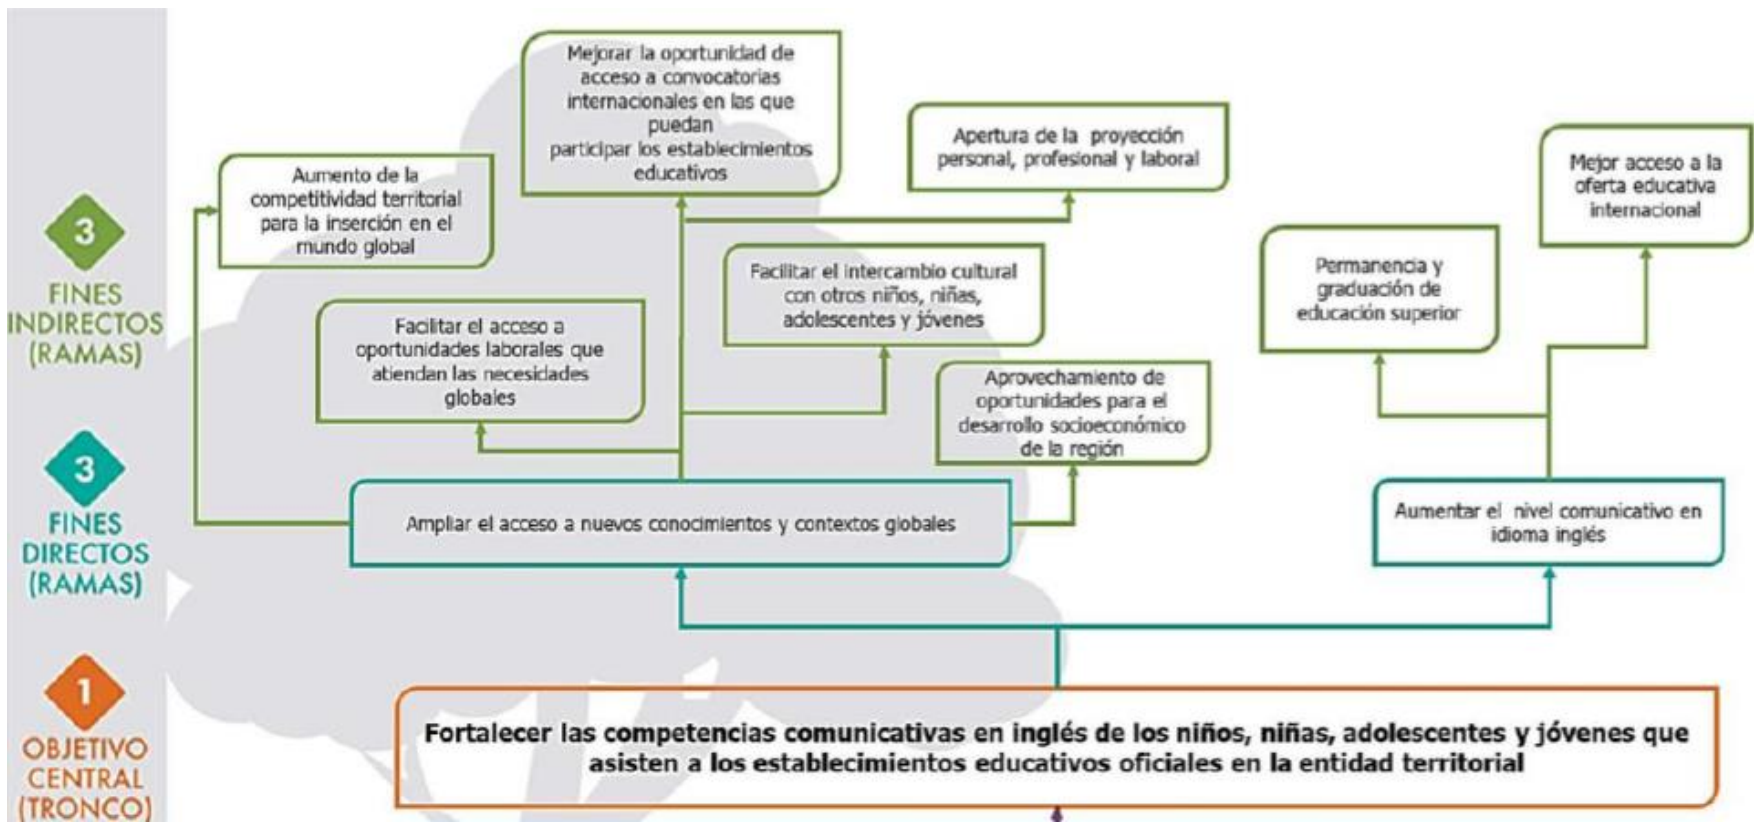 Mejorar la oportunidad de
acceso a convocatorias
internacionales en las que
puedan
participar los establecimientos
educativos
Apertura de la proyección
personal, profesional y laboral
Mejor acceso a la
oferta educativa
internacional
Aumento de la
competitividad territorial
para la inserción en el
mundo global
3
FINES
INDIRECTOS
(RAMAS)
Facilitar el intercambio cultural
con otros niños, niñas,
adolescentes y jóvenes
Permanencia y
graduación de
educación superior
Facilitar el acceso a
oportunidades laborales que
atiendan las necesidades
globales
Aprovechamiento de
oportunidades para el
desarrollo socioeconómico
de la región
3
FINES
DIRECTOS
(RAMAS)
Ampliar el acceso a nuevos conocimientos y contextos globales
Aumentar el nivel comunicativo en
idioma inglés
1
OBJETIVO
CENTRAL
(TRONCO)
Fortalecer las competencias comunicativas en inglés de los niños, niñas, adolescentes y jóvenes que
asisten a los establecimientos educativos oficiales en la entidad territorial